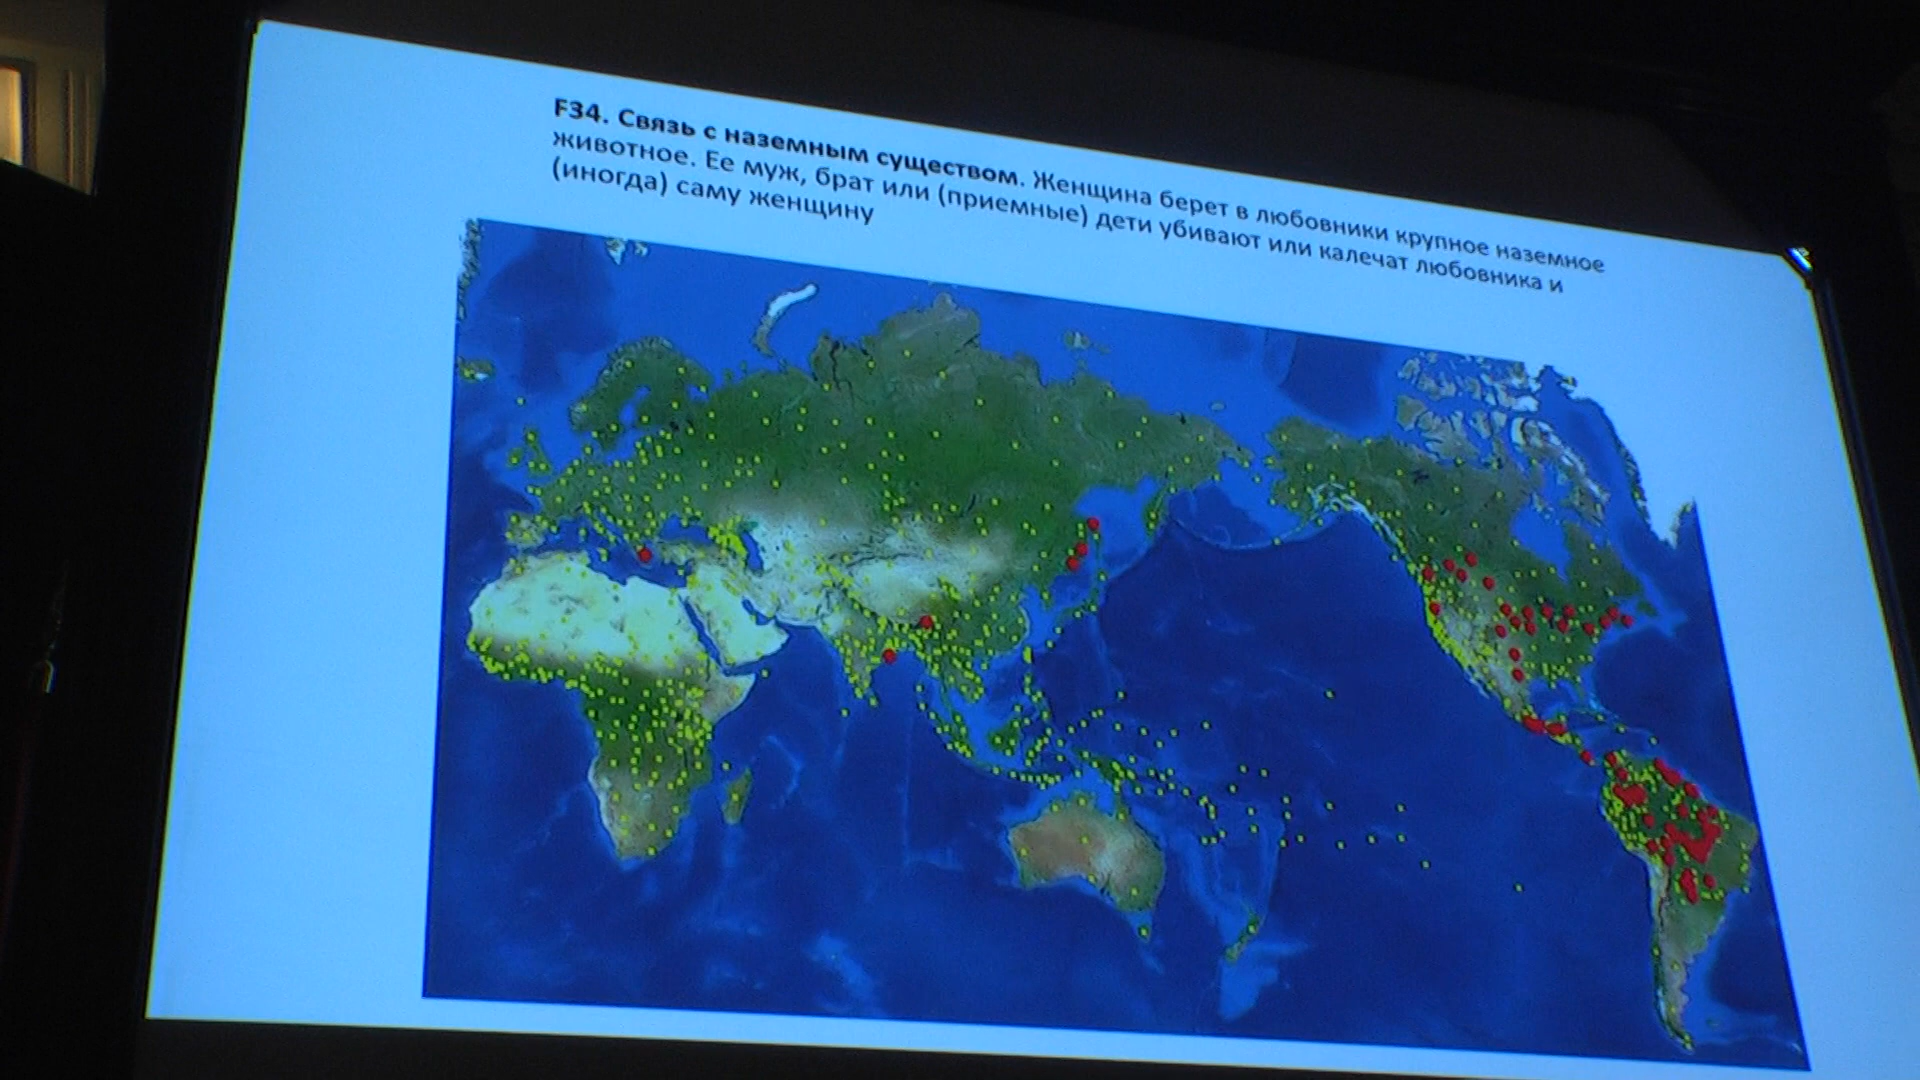 F34. Связь с наземным существом. Женщина берет в любовники крупное наземное
животное. Ее муж, брат или (приемные) дети убивают или калечат любовника и
(иногда) саму женщину